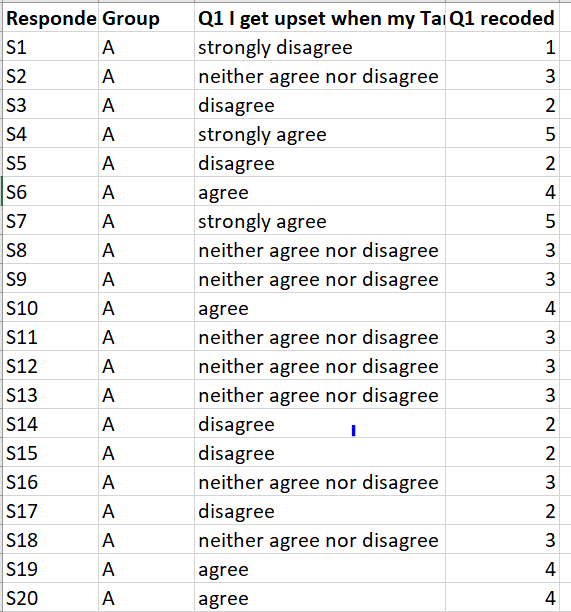 Responde Group Q1 I get upset when my Tar Q1 recoded
S1 A strongly disagree 1
S2 A neither agree nor disagree 3
S3 A disagree 2
S4 A strongly agree 5
S5 A disagree 2
S6 A agree 4
S7 A strongly agree 5
S8 A neither agree nor disagree 3
S9 A neither agree nor disagree 3
S10 A agree 4
S11 A neither agree nor disagree 3
S12 A neither agree nor disagree 3
S13 A neither agree nor disagree 3
S14 A disagree 2
S15 A disagree 2
S16 A neither agree nor disagree 3
S17 A disagree 2
S18 A neither agree nor disagree 3
S19 A agree 4
S20 A agree 4